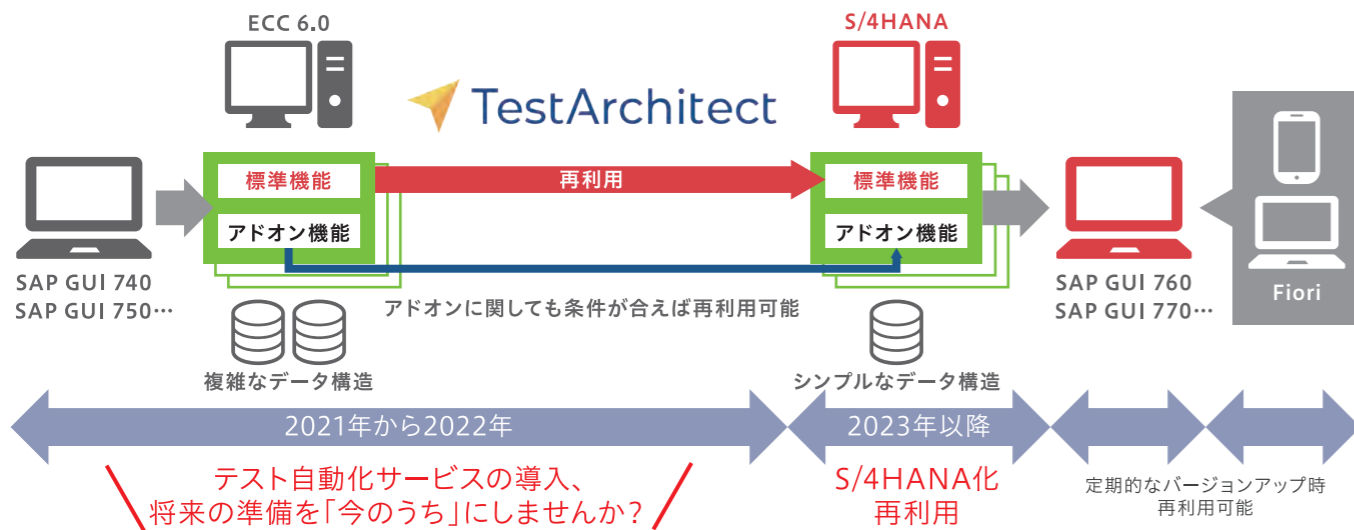 ECC 6.0
S/4HANA
TestArchitect
標準機能
再利用
標準機能
アドオン機能
アドオン機能
SAP GUI 740
SAP GUI 750…
アドオンに関しても条件が合えば再利用可能
SAP GUI 760
SAP GUI 770…
Fiori
複雑なデータ構造
シンプルなデータ構造
2021年から2022年
2023年以降
テスト自動化サービスの導入、
将来の準備を「今のうち」にしませんか？
S/4HANA化
再利用
定期的なバージョンアップ時
再利用可能